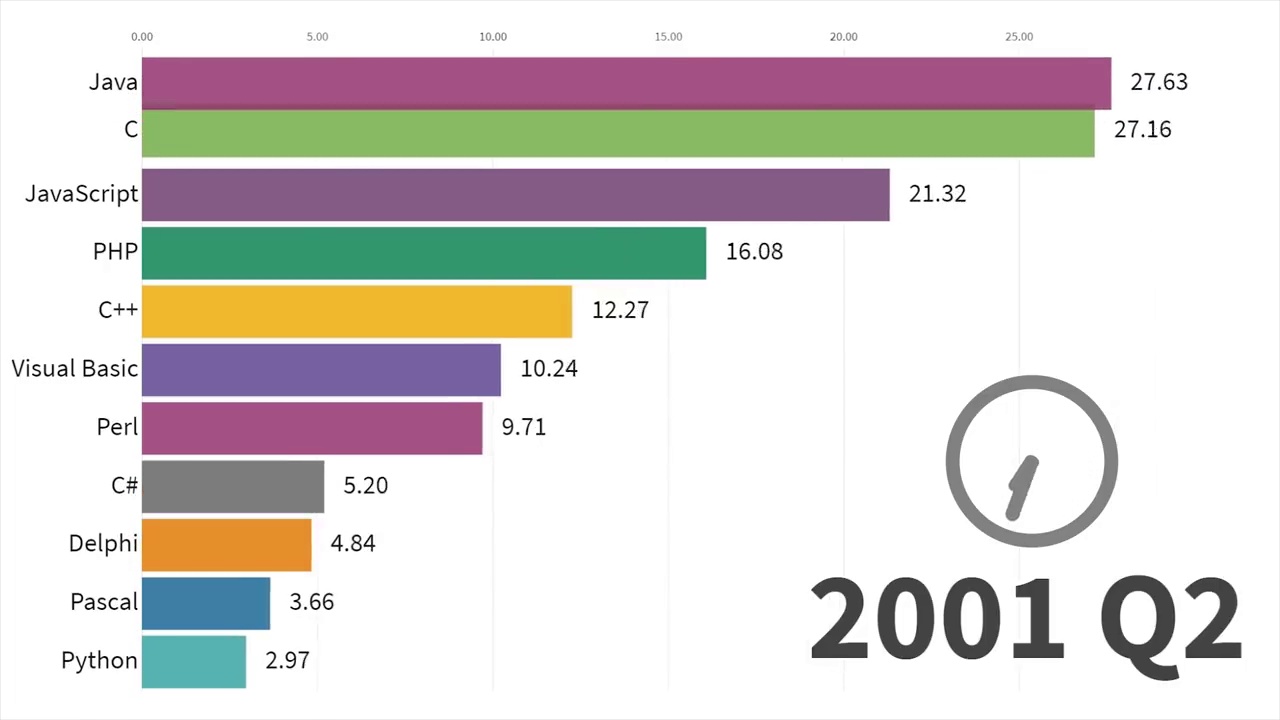 0.00 5.00 10.00 15.00 20.00 25.00
Java 27.63
C 27.16
JavaScript 21.32
PHP 16.08
C++ 12.27
Visual Basic 10.24
Perl 9.71
C# 5.20
Delphi 4.84
Pascal 3.66
Python 2.97
2001 Q2